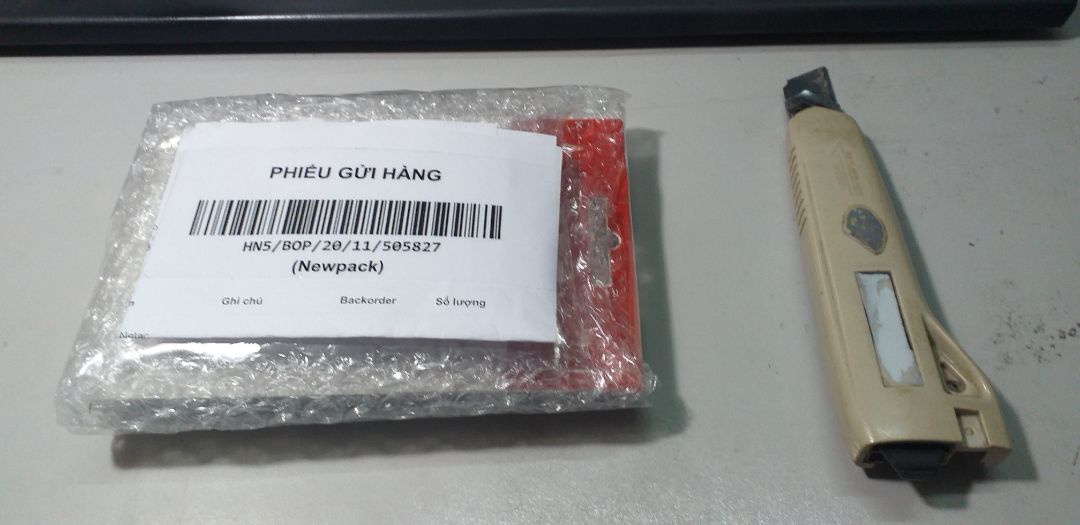 PHIẾU GỬI HÀNG
HN5/BOP/20/11/505827
(Newpack)
Ghi chú Backorder Số lượng